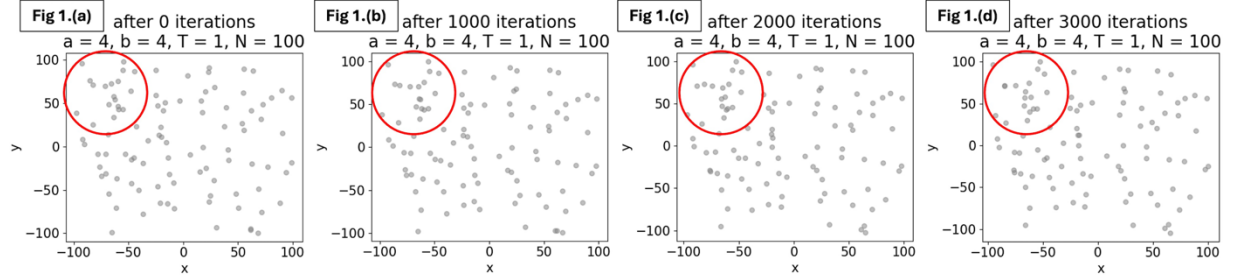 Fig 1.(a)
after 0 iterations
a = 4, b = 4, T = 1, N = 100
100
50
0
−50
−100
y
−100
−50
0
50
100
x
Fig 1.(b)
after 1000 iterations
a = 4, b = 4, T = 1, N = 100
100
50
0
−50
−100
y
−100
−50
0
50
100
x
Fig 1.(c)
after 2000 iterations
a = 4, b = 4, T = 1, N = 100
100
50
0
−50
−100
y
−100
−50
0
50
100
x
Fig 1.(d)
after 3000 iterations
a = 4, b = 4, T = 1, N = 100
100
50
0
−50
−100
y
−100
−50
0
50
100
x